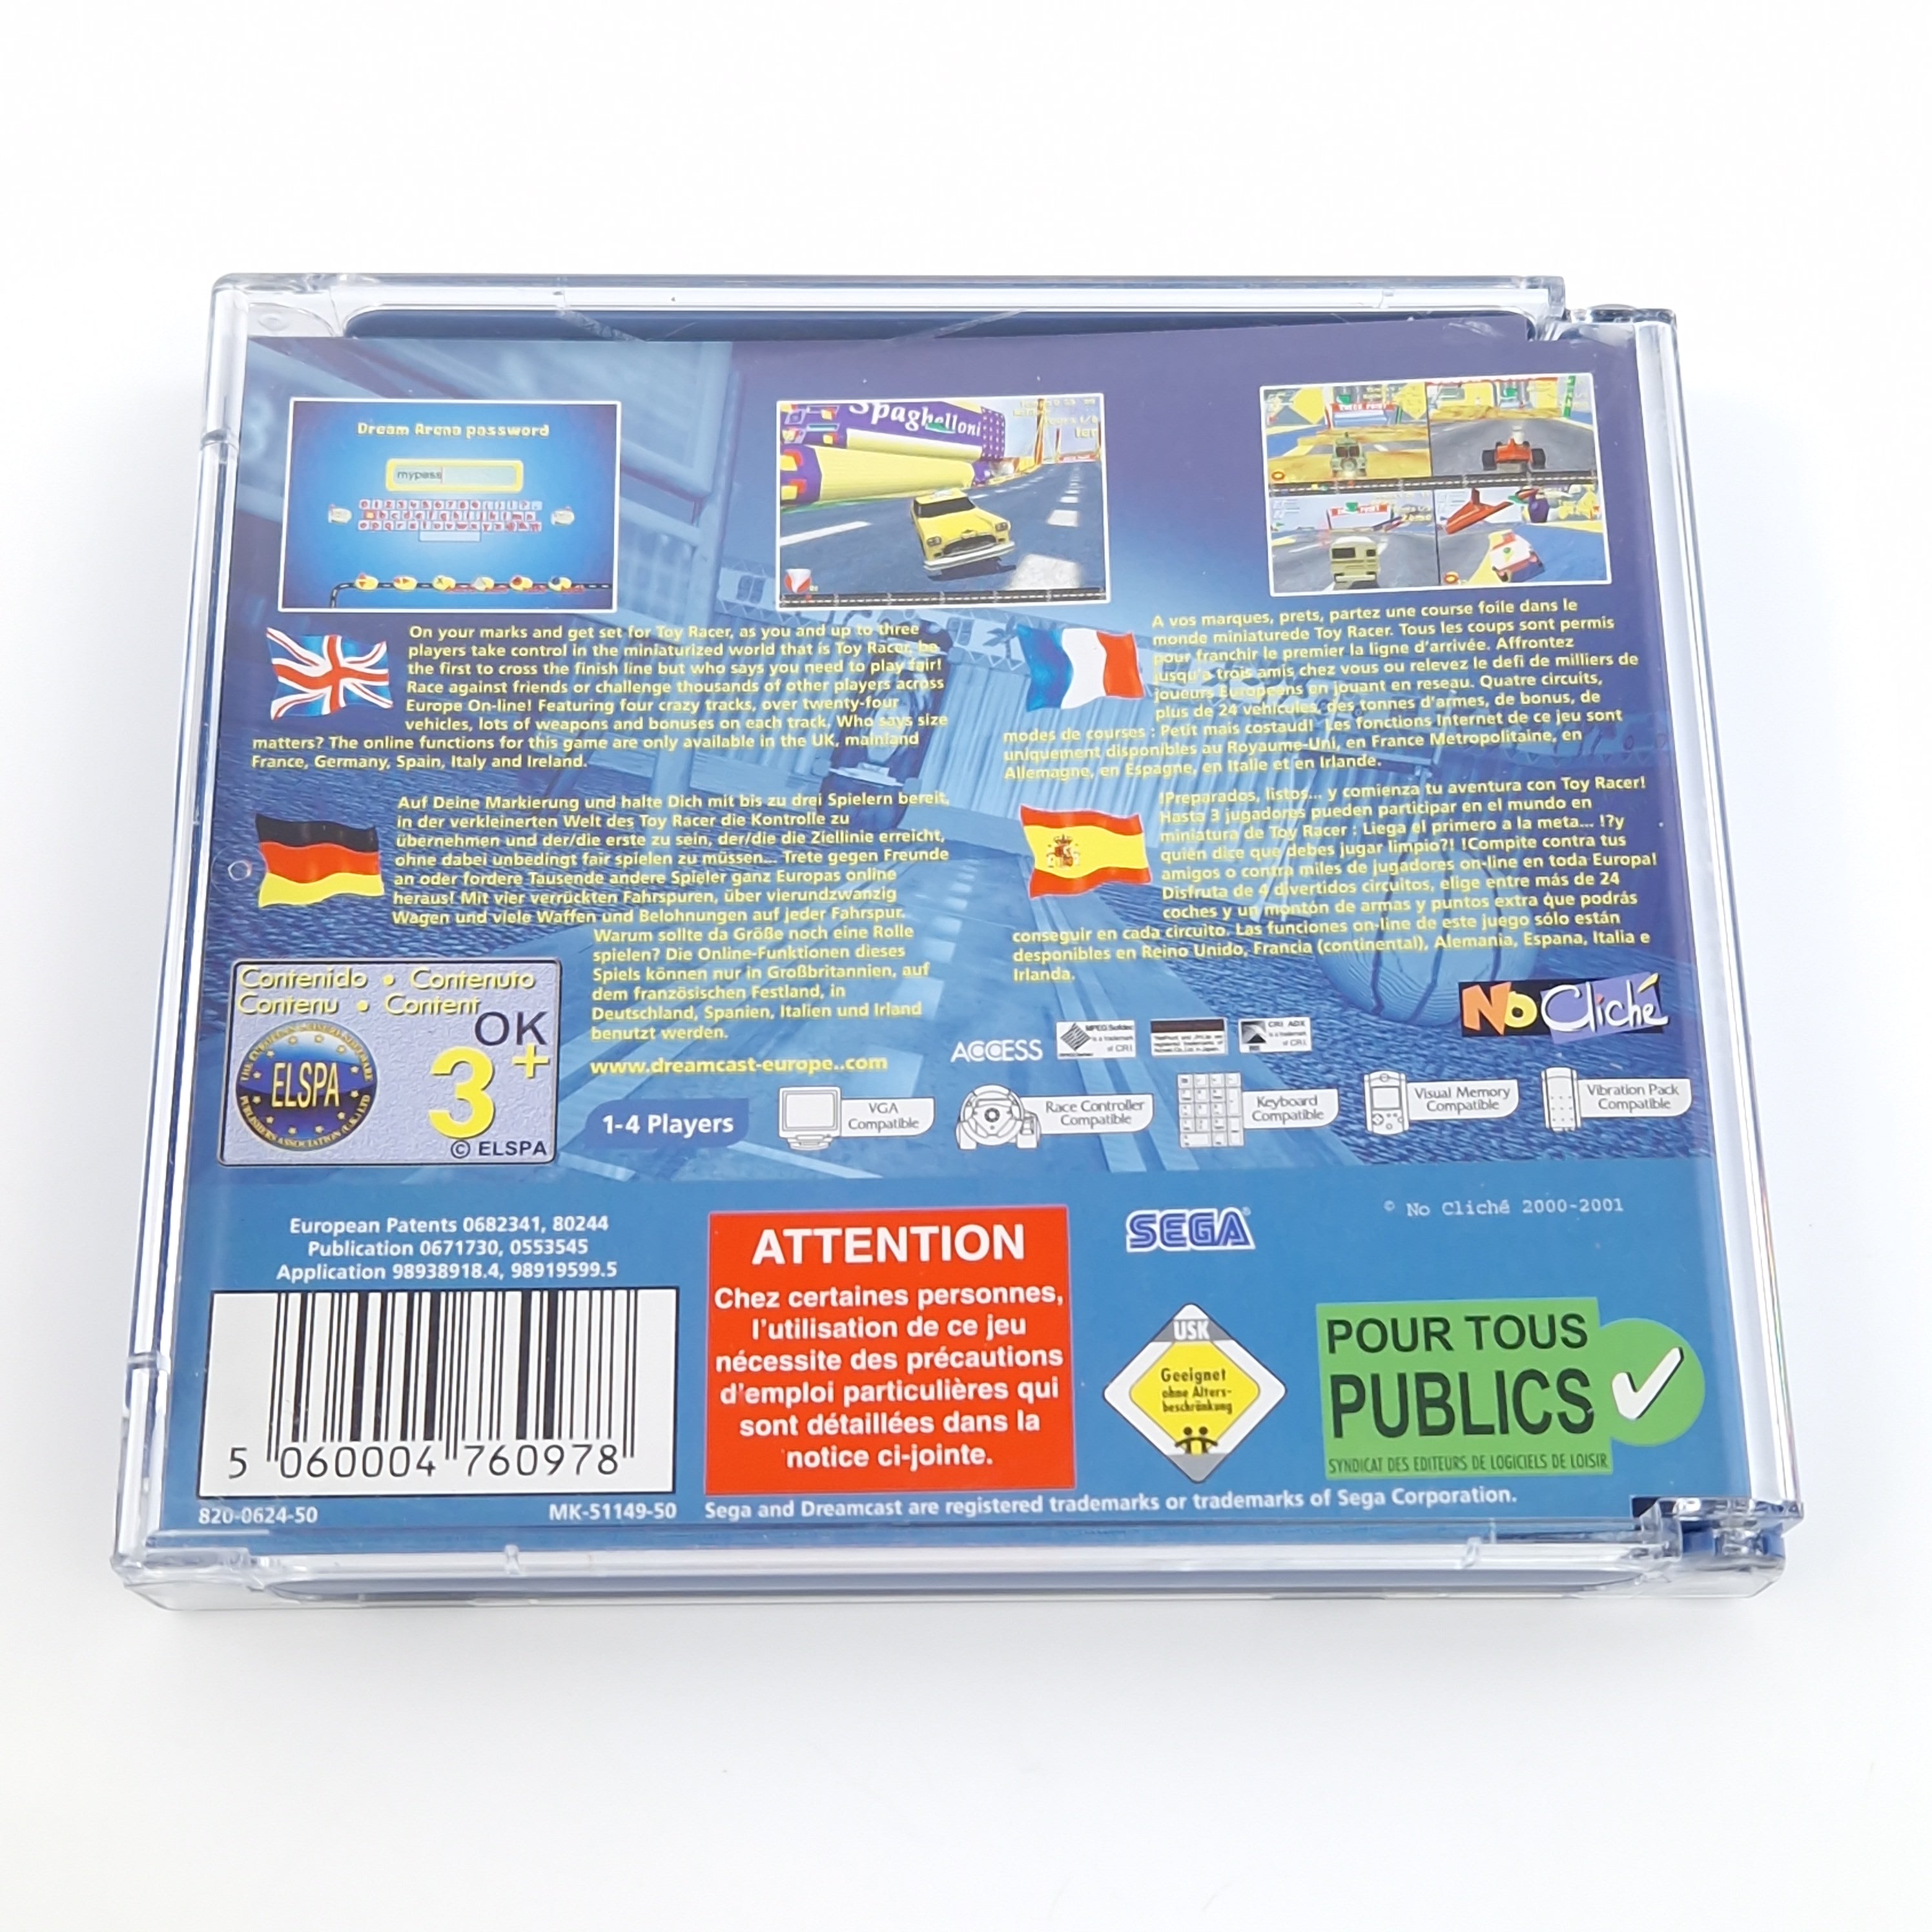 Dream Arena password
mypass
Spaghelloni
On your marks and get set for Toy Racer, as you and up to three
players take control in the miniaturized world that is Toy Racer, be
the first to cross the finish line but who says you need to play fair!
Race against friends or challenge thousands of other players across
Europe On-line! Featuring four crazy tracks, over twenty-four
vehicles, lots of weapons and bonuses on each track. Who says size
matters? The online functions for this game are only available in the UK, mainland
France, Germany, Spain, Italy and Ireland.
A vos marques, prets, partez une course foile dans le
monde miniaturede Toy Racer. Tous les coups sont permis
pour franchir le premier la ligne d'arrivée. Affrontez
jusqu'a trois amis chez vous ou relevez le defi de milliers de
joueurs Europeens en jouant en reseau. Quatre circuits,
plus de 24 vehicules, des tonnes d'armes, de bonus, de
modes de courses : Petit mais costaud! Les fonctions Internet de ce jeu sont
uniquement disponibles au Royaume-Uni, en France Metropolitaine, en
Allemagne, en Espagne, en Italie et en Irlande.
Auf Deine Markierung und halte Dich mit bis zu drei Spielern bereit,
in der verkleinerten Welt des Toy Racer die Kontrolle zu
übernehmen und der/die erste zu sein, der/die die Ziellinie erreicht,
ohne dabei unbedingt fair spielen zu müssen... Trete gegen Freunde
an oder fordere Tausende andere Spieler ganz Europas online
heraus! Mit vier verrückten Fahrspuren, über vierundzwanzig
Wagen und viele Waffen und Belohnungen auf jeder Fahrspur.
Warum sollte da Größe noch eine Rolle
spielen? Die Online-Funktionen dieses
Spiels können nur in Großbritannien, auf
dem französischen Festland, in
Deutschland, Spanien, Italien und Irland
benutzt werden.
www.dreamcast-europe..com
!Preparados, listos... y comienza tu aventura con Toy Racer!
Hasta 3 jugadores pueden participar en el mundo en
miniatura de Toy Racer : Liega el primero a la meta... !?y
quién dice que debes jugar limpio?! !Compite contra tus
amigos o contra miles de jugadores on-line en toda Europa!
Disfruta de 4 divertidos circuitos, elige entre más de 24
coches y un montón de armas y puntos extra que podrás
conseguir en cada circuito. Las funciones on-line de este juego sólo están
desponibles en Reino Unido, Francia (continental), Alemania, Espana, Italia e
Irlanda.
No Cliché
Contenido • Contenuto
Contenu • Content
OK
3+
ELSPA
© ELSPA
ACCESS
MPEG Sofdec
is a trademark
of CRI
CRI ADX
is a trademark
of CRI
1-4 Players
VGA
Compatible
Race Controller
Compatible
Keyboard
Compatible
Visual Memory
Compatible
Vibration Pack
Compatible
European Patents 0682341, 80244
Publication 0671730, 0553545
Application 98938918.4, 98919599.5
5 060004 760978
820-0624-50
MK-51149-50
ATTENTION
Chez certaines personnes,
l'utilisation de ce jeu
nécessite des précautions
d'emploi particulières qui
sont détaillées dans la
notice ci-jointe.
SEGA
© No Cliché 2000-2001
USK
Geeignet
ohne Alters-
beschränkung
POUR TOUS
PUBLICS
SYNDICAT DES EDITEURS DE LOGICIELS DE LOISIR
Sega and Dreamcast are registered trademarks or trademarks of Sega Corporation.